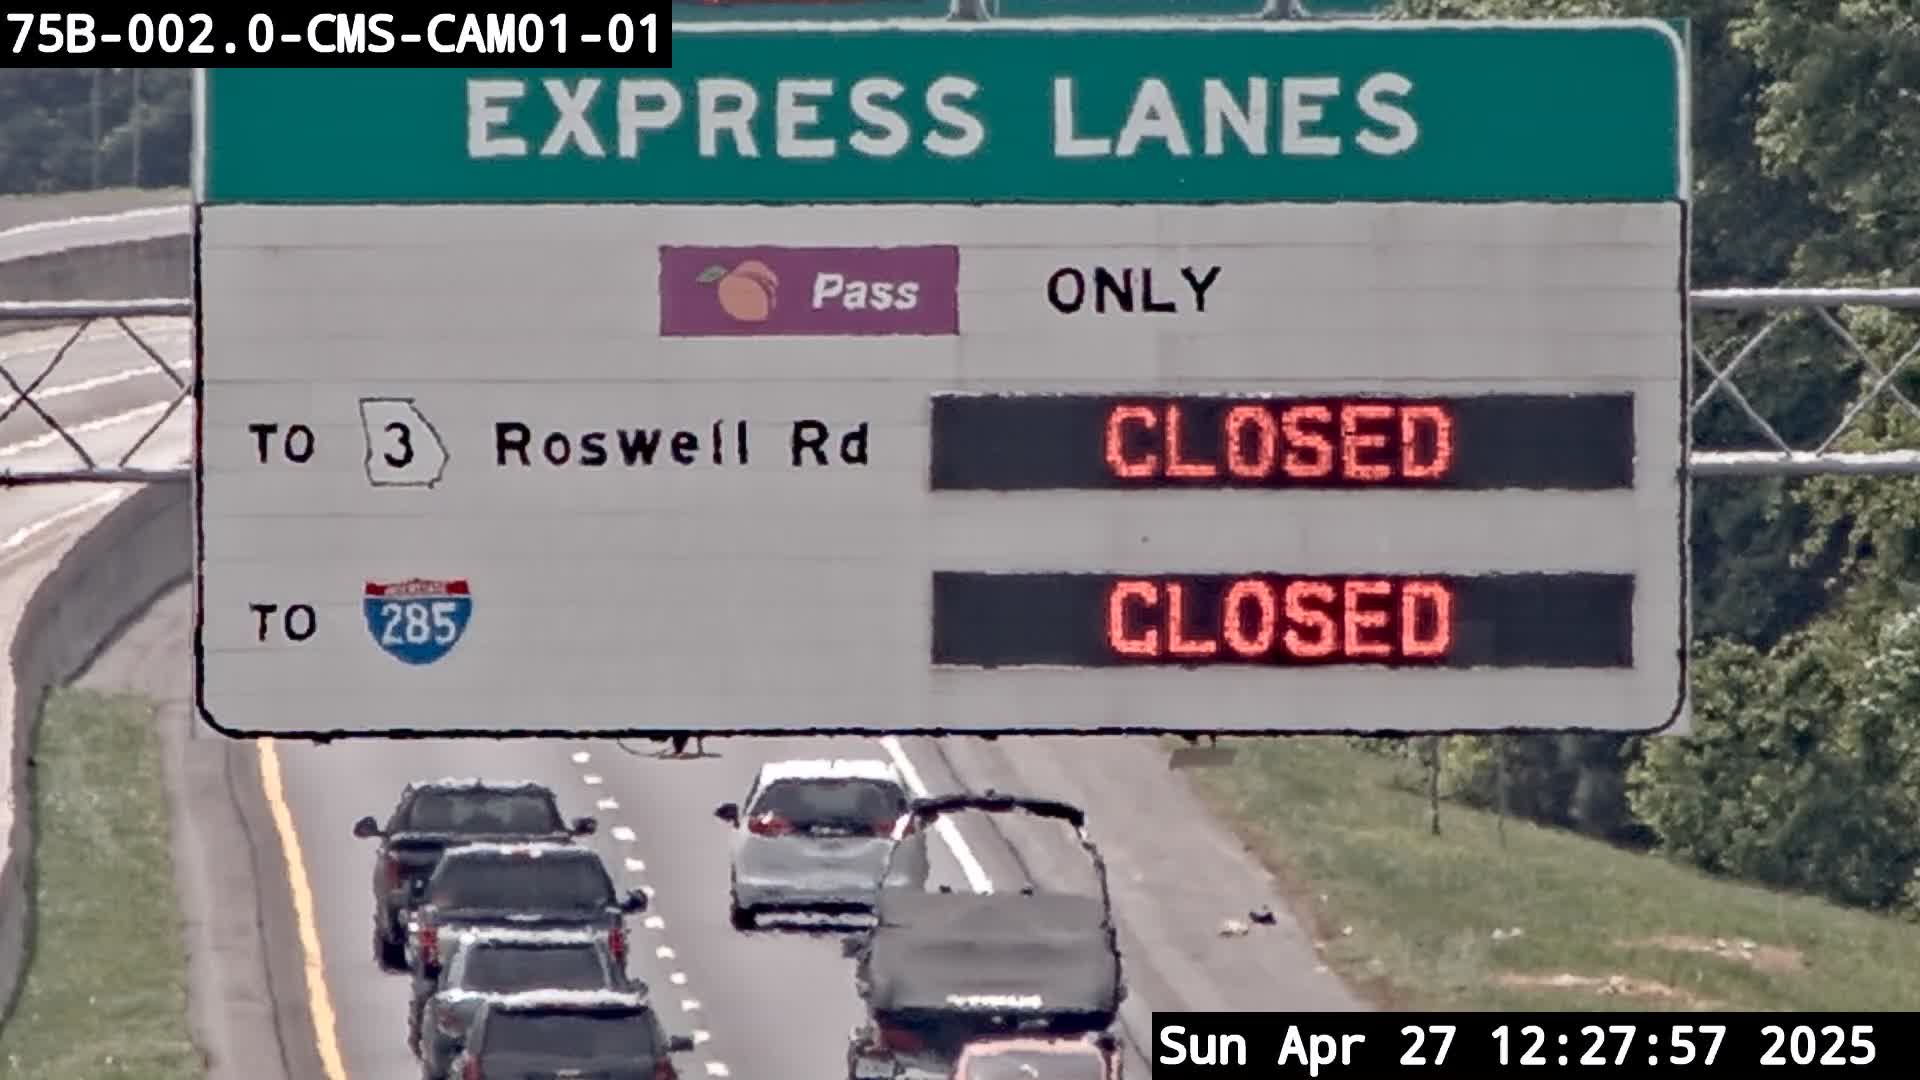 75B-002.0-CMS-CAM01-01
EXPRESS LANES
Pass ONLY
TO 3 Roswell Rd CLOSED
TO INTERSTATE 285 CLOSED
Sun Apr 27 12:27:57 2025